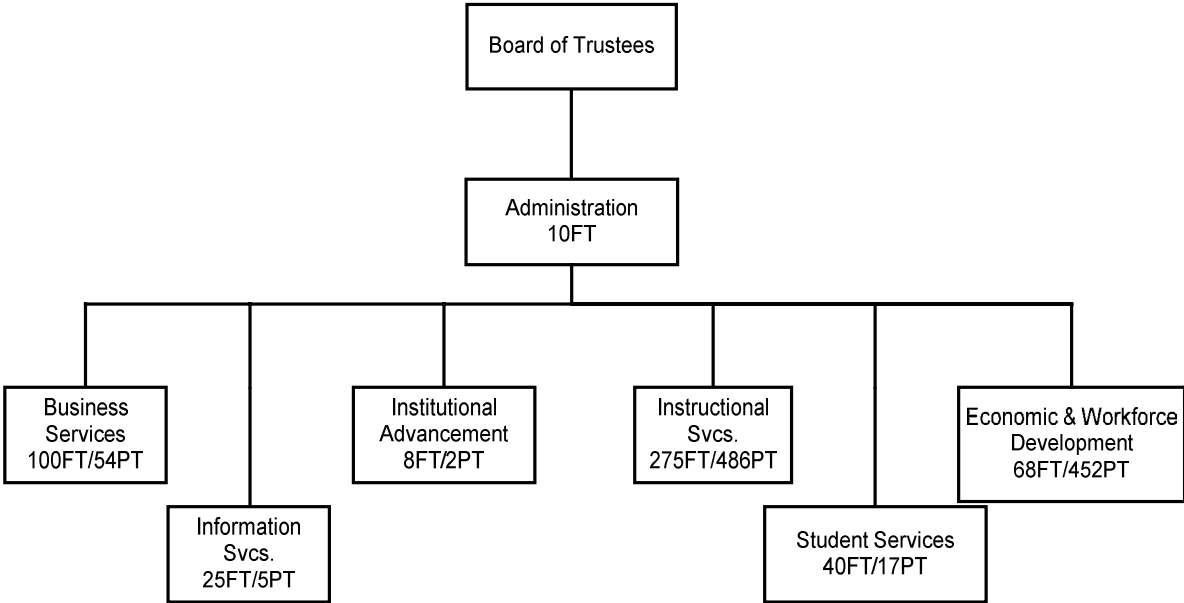 Board of Trustees
Administration
10FT
Business
Services
100FT/54PT
Institutional
Advancement
8FT/2PT
Instructional
Svcs.
275FT/486PT
Economic & Workforce
Development
68FT/452PT
Information
Svcs.
25FT/5PT
Student Services
40FT/17PT